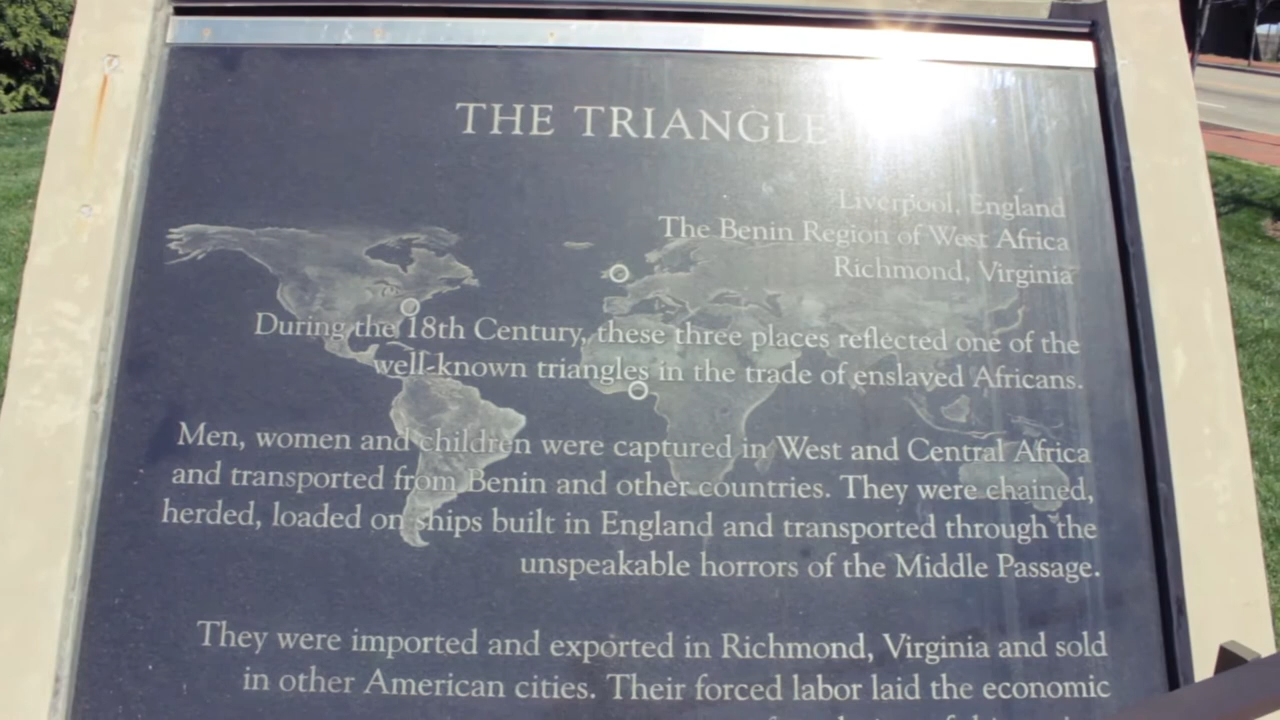 THE TRIANGLE
Liverpool, England
The Benin Region of West Africa
Richmond, Virginia
During the 18th Century, these three places reflected one of the
well-known triangles in the trade of enslaved Africans.
Men, women and children were captured in West and Central Africa
and transported from Benin and other countries. They were chained,
herded, loaded on ships built in England and transported through the
unspeakable horrors of the Middle Passage.
They were imported and exported in Richmond, Virginia and sold
in other American cities. Their forced labor laid the economic